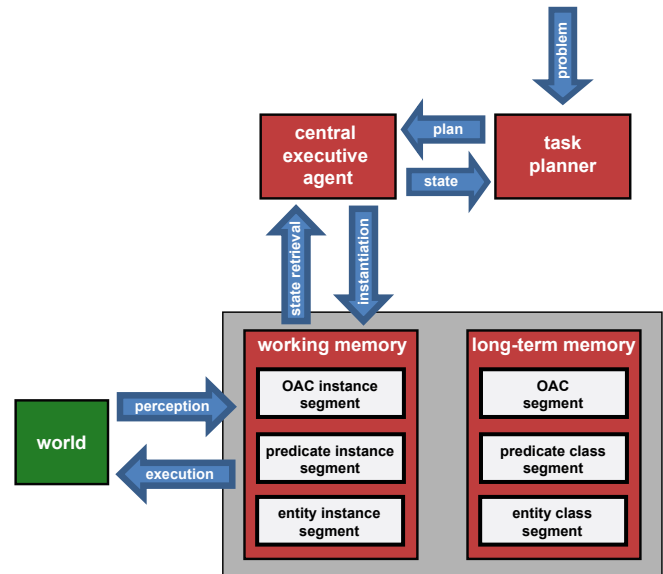 problem
central
executive
agent
plan
state
task
planner
state retrieval
instantiation
working memory
OAC instance
segment
predicate instance
segment
entity instance
segment
long-term memory
OAC
segment
predicate class
segment
entity class
segment
world
perception
execution